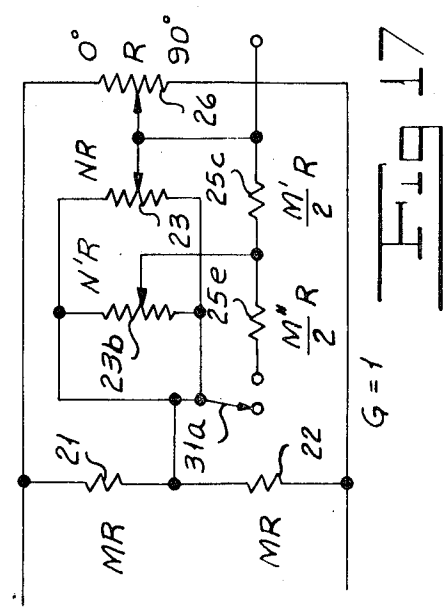 0°
R
90°
26
NR
23
N'R
23b
25c
M'/2 R
25e
M"/2 R
31a
G=1
21
22
MR
MR
Fig 17